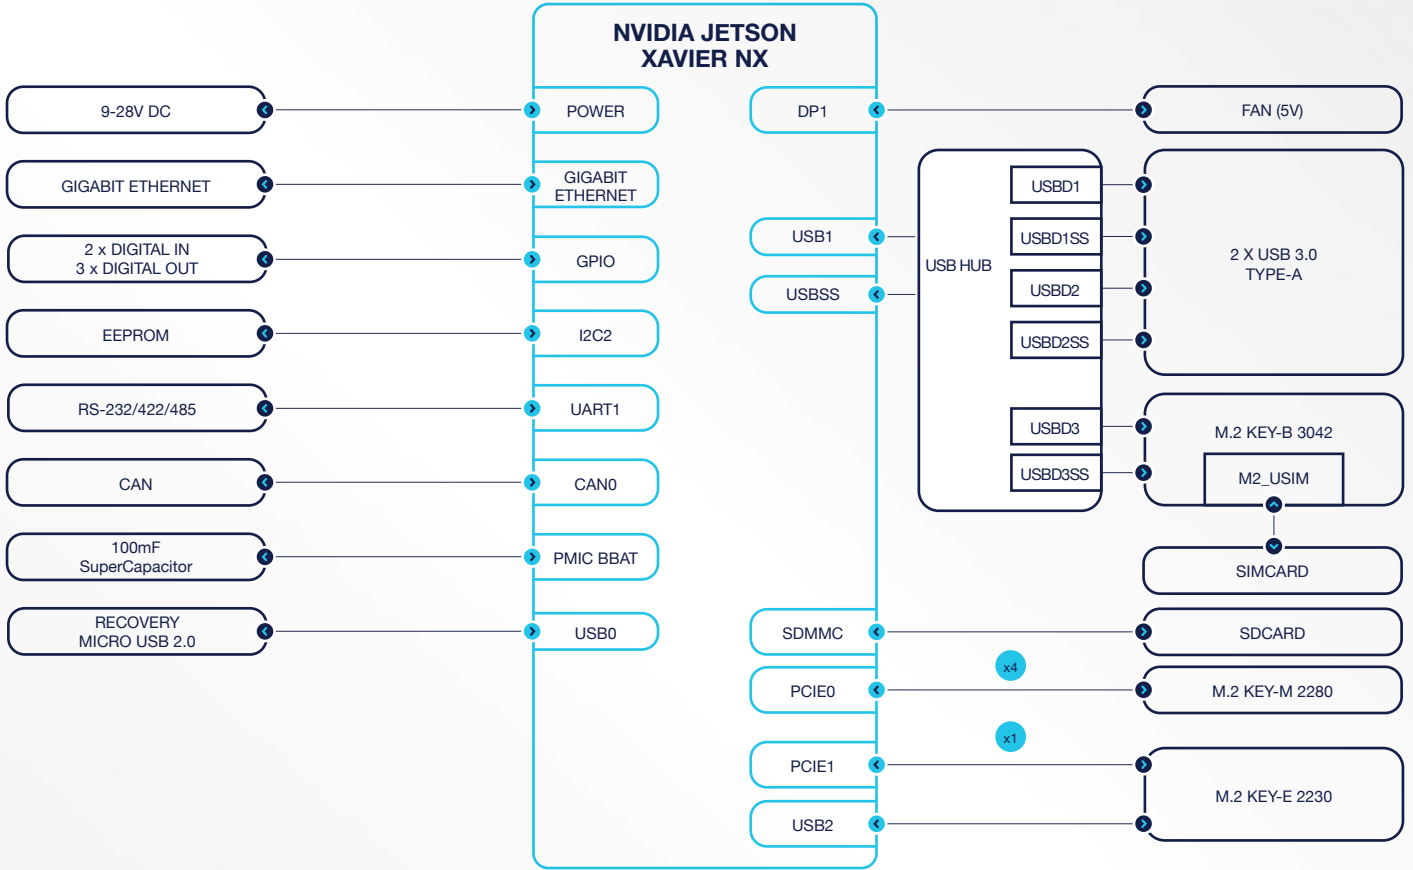 NVIDIA JETSON
XAVIER NX
9-28V DC
POWER
GIGABIT ETHERNET
GIGABIT
ETHERNET
2 x DIGITAL IN
3 x DIGITAL OUT
GPIO
EEPROM
I2C2
RS-232/422/485
UART1
CAN
CAN0
100mF
SuperCapacitor
PMIC BBAT
RECOVERY
MICRO USB 2.0
USB0
DP1
FAN (5V)
USB1
USBSS
USB HUB
USBD1
USBD1SS
USBD2
USBD2SS
USBD3
USBD3SS
2 X USB 3.0
TYPE-A
M.2 KEY-B 3042
M2_USIM
SIMCARD
SDMMC
SDCARD
x4
PCIE0
M.2 KEY-M 2280
x1
PCIE1
USB2
M.2 KEY-E 2230